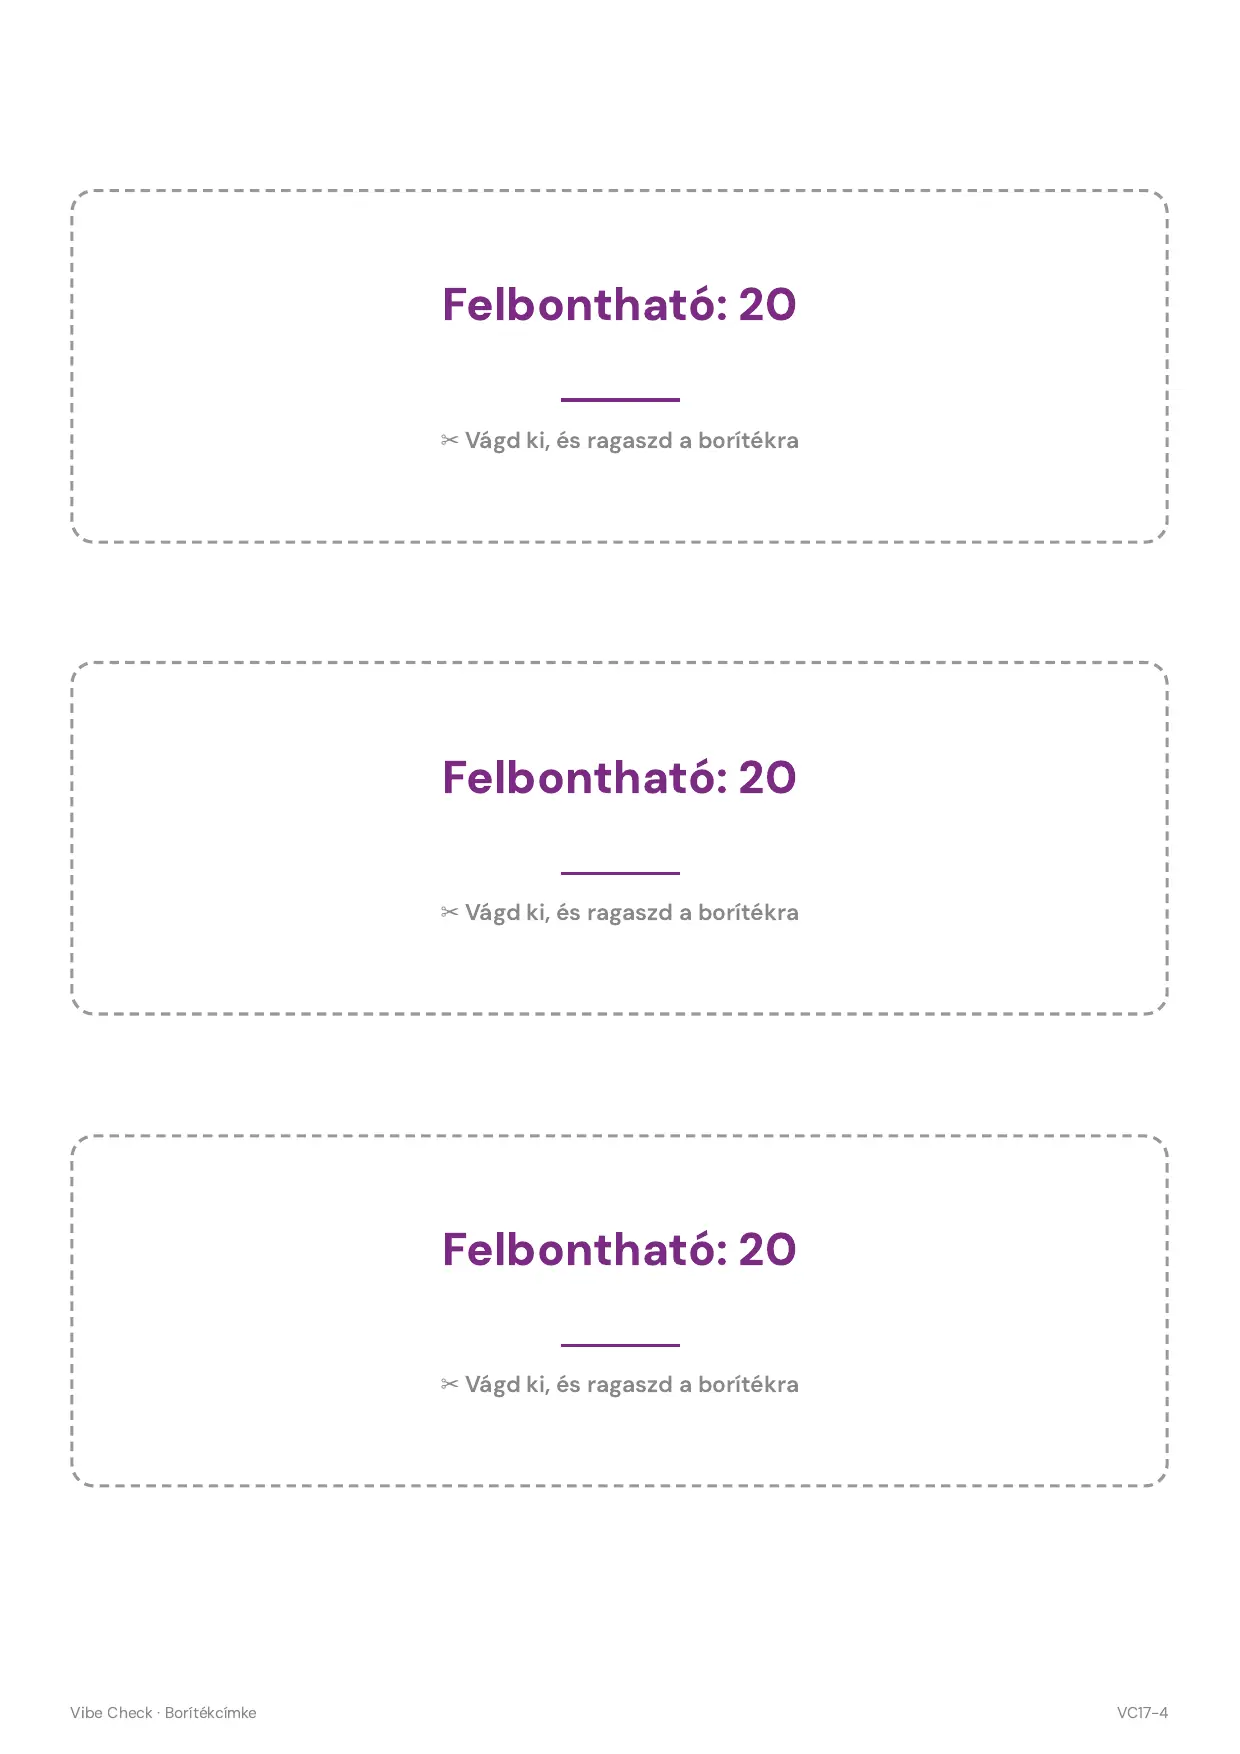 Felbontható: 20
✂ Vágd ki, és ragaszd a borítékra
Felbontható: 20
✂ Vágd ki, és ragaszd a borítékra
Felbontható: 20
✂ Vágd ki, és ragaszd a borítékra
Vibe Check · Borítékcímke
VC17-4